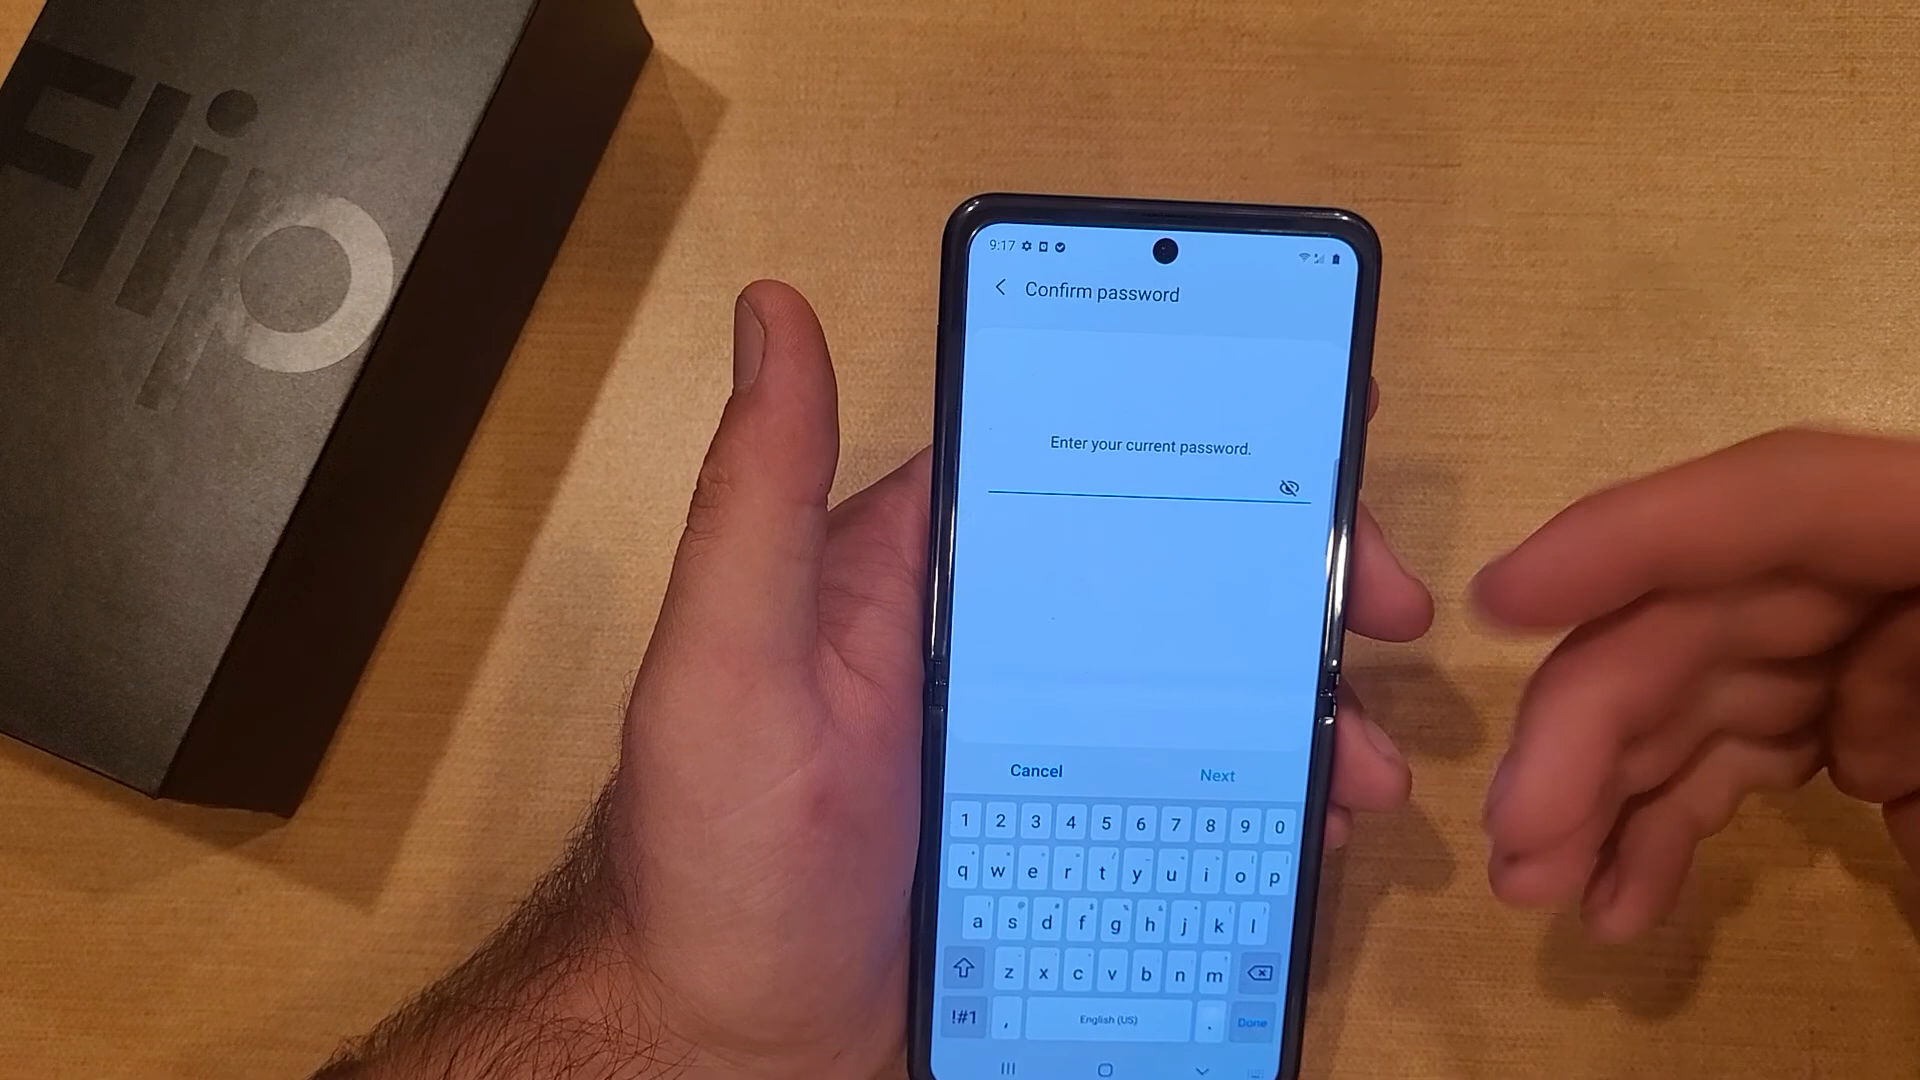 Flip
9:17
Confirm password
Enter your current password.
Cancel Next
1 2 3 4 5 6 7 8 9 0
q w e r t y u i o p
a s d f g h j k l
z x c v b n m
!#1 , English (US) . Done